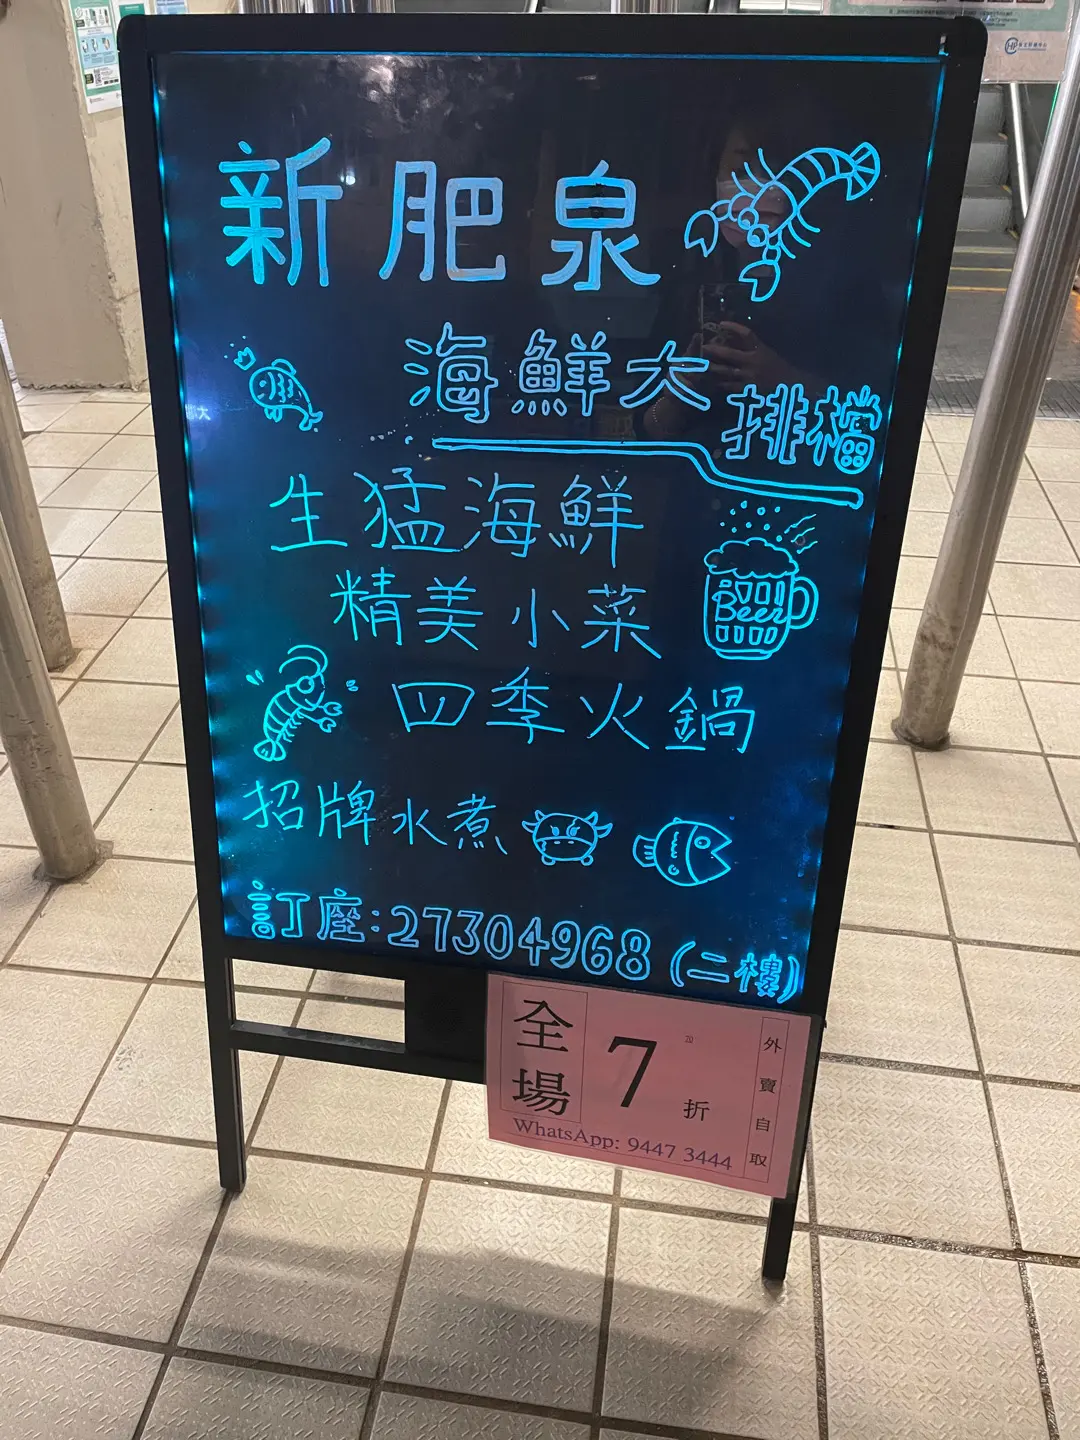 新肥泉
海鮮大排檔
生猛海鮮
精美小菜
Beer
四季火鍋
招牌水煮
訂座:27304968(二樓)
全場7折
外賣自取
WhatsApp: 9447 3444